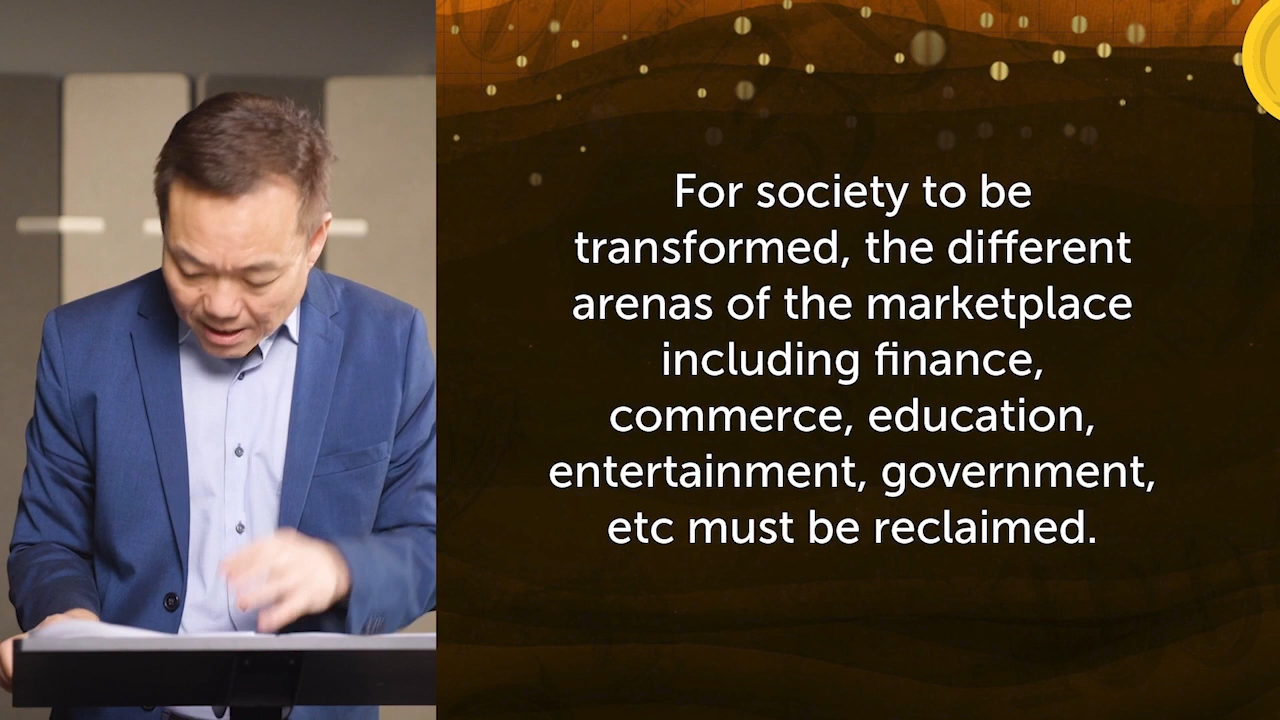 For society to be
transformed, the different
arenas of the marketplace
including finance,
commerce, education,
entertainment, government,
etc must be reclaimed.